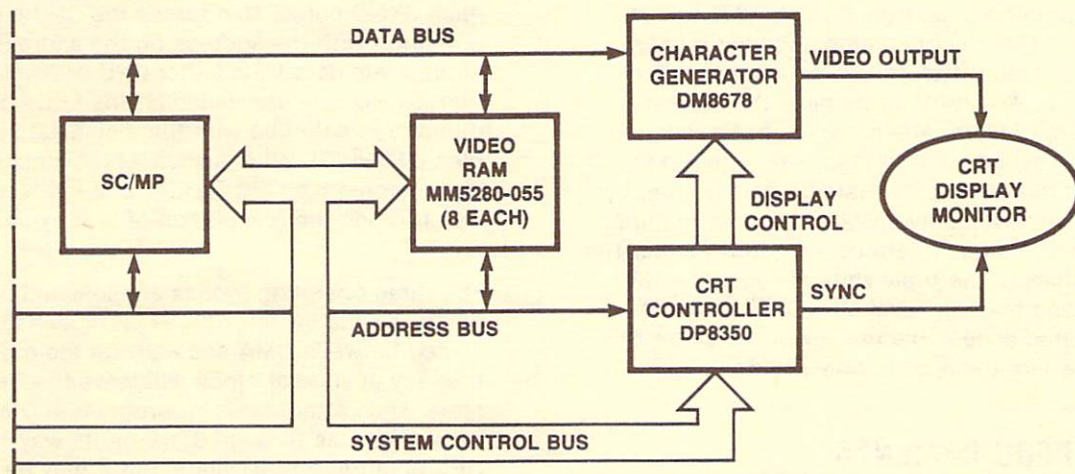 DATA BUS
CHARACTER
GENERATOR
DM8678
VIDEO OUTPUT
SC/MP
VIDEO
RAM
MM5280-055
(8 EACH)
DISPLAY
CONTROL
CRT
DISPLAY
MONITOR
ADDRESS BUS
CRT
CONTROLLER
DP8350
SYNC
SYSTEM CONTROL BUS